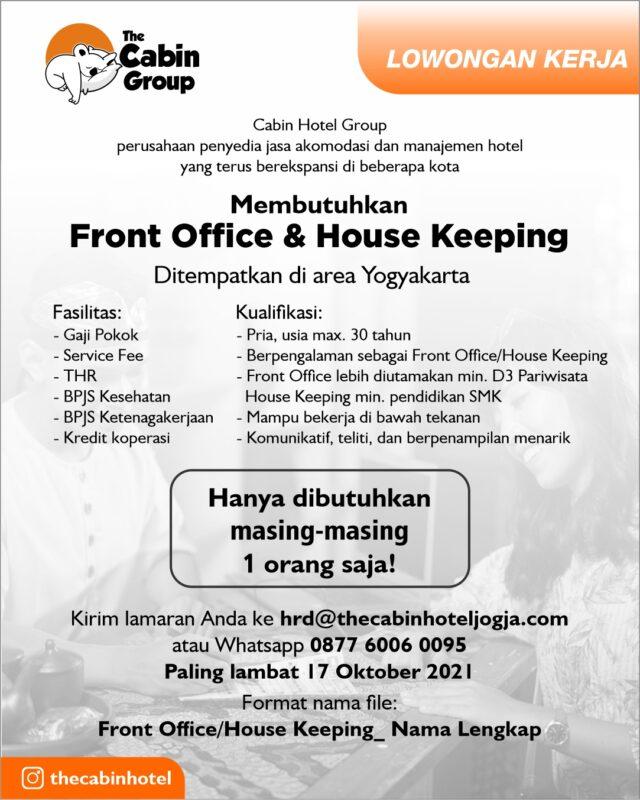 The
Cabin
Group
LOWONGAN KERJA
Cabin Hotel Group
perusahaan penyedia jasa akomodasi dan manajemen hotel
yang terus berekspansi di beberapa kota
Membutuhkan
Front Office & House Keeping
Ditempatkan di area Yogyakarta
Fasilitas:
- Gaji Pokok
- Service Fee
- THR
- BPJS Kesehatan
- BPJS Ketenagakerjaan
- Kredit koperasi
Kualifikasi:
- Pria, usia max. 30 tahun
- Berpengalaman sebagai Front Office/House Keeping
- Front Office lebih diutamakan min. D3 Pariwisata
House Keeping min. pendidikan SMK
- Mampu bekerja di bawah tekanan
- Komunikatif, teliti, dan berpenampilan menarik
Hanya dibutuhkan
masing-masing
1 orang saja!
Kirim lamaran Anda ke hrd@thecabinhoteljogja.com
atau Whatsapp 0877 6006 0095
Paling lambat 17 Oktober 2021
Format nama file:
Front Office/House Keeping_ Nama Lengkap
thecabinhotel